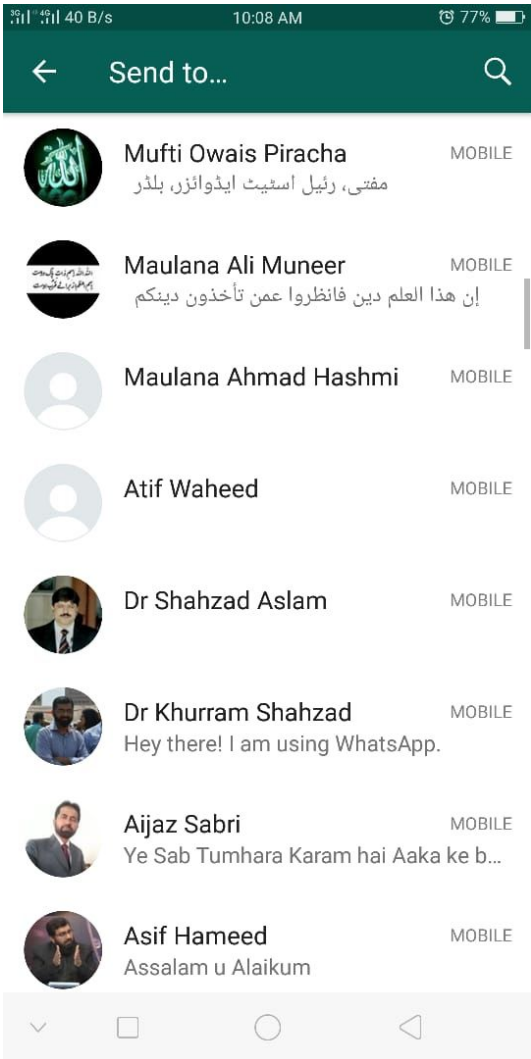 3G 4G 40 B/s 10:08 AM 77%
Send to…
Mufti Owais Piracha MOBILE
مفتی، رئیل اسٹیٹ ایڈوائزر، بلڈر
Maulana Ali Muneer MOBILE
إن هذا العلم دين فانظروا عمن تأخذون دينكم
Maulana Ahmad Hashmi MOBILE
Atif Waheed MOBILE
Dr Shahzad Aslam MOBILE
Dr Khurram Shahzad MOBILE
Hey there! I am using WhatsApp.
Aijaz Sabri MOBILE
Ye Sab Tumhara Karam hai Aaka ke b…
Asif Hameed MOBILE
Assalam u Alaikum